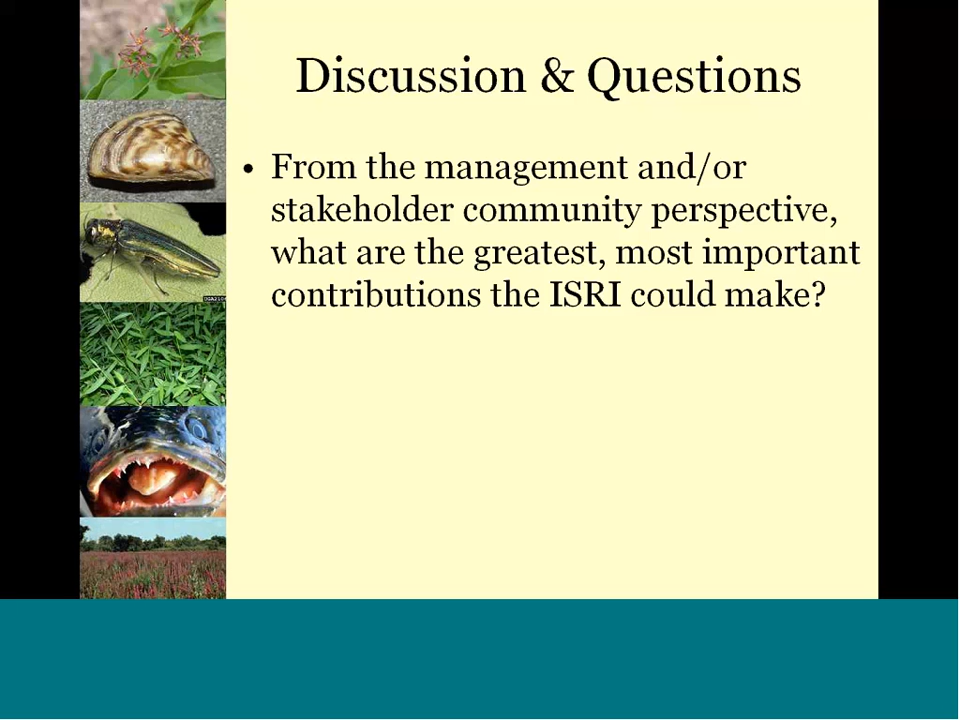 Discussion & Questions
• From the management and/or
stakeholder community perspective,
what are the greatest, most important
contributions the ISRI could make?